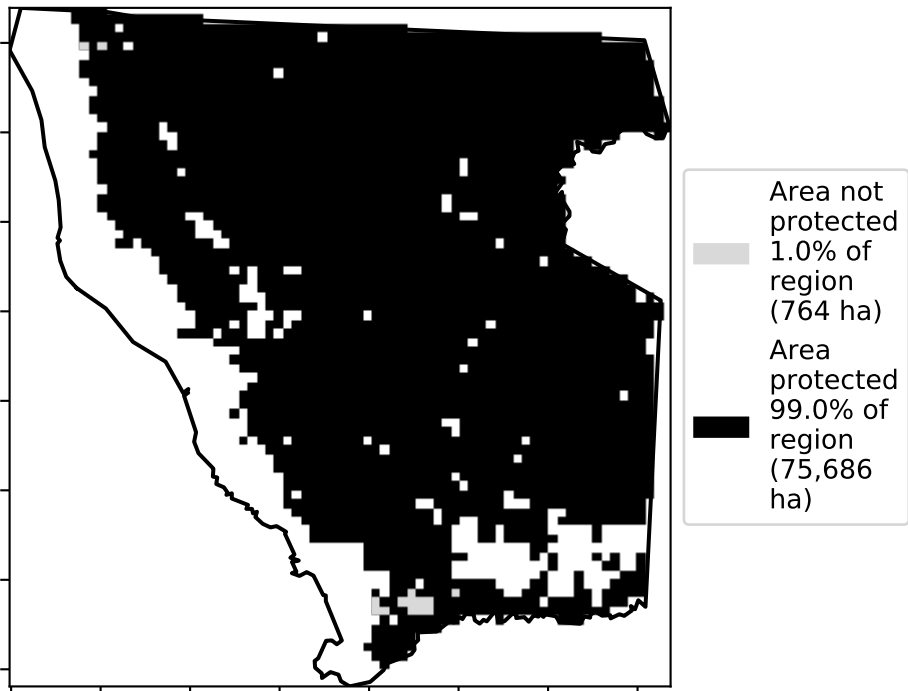 Area not
protected
1.0% of
region
(764 ha)
Area
protected
99.0% of
region
(75,686
ha)